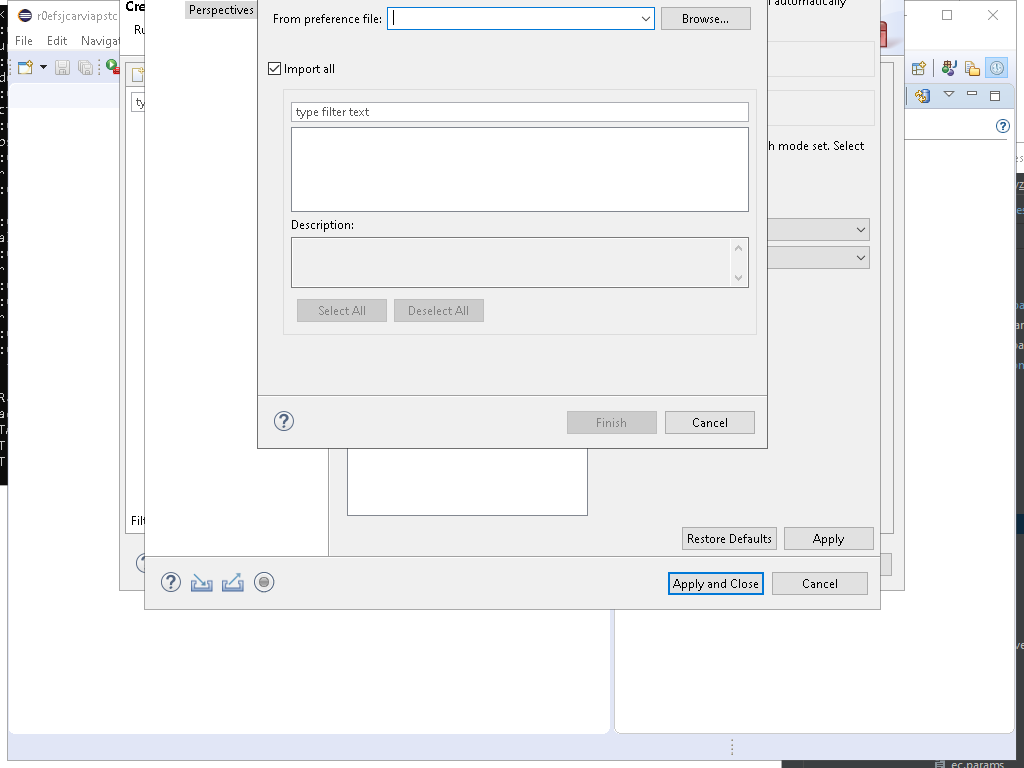 r0efsjcarviapstc
Cre
Ru
File Edit Navigat
Perspectives
From preference file:
Browse...
automatically
Import all
type filter text
ty
h mode set. Select
Description:
Select All
Deselect All
Finish
Cancel
Filt
Restore Defaults
Apply
Apply and Close
Cancel
ec.params